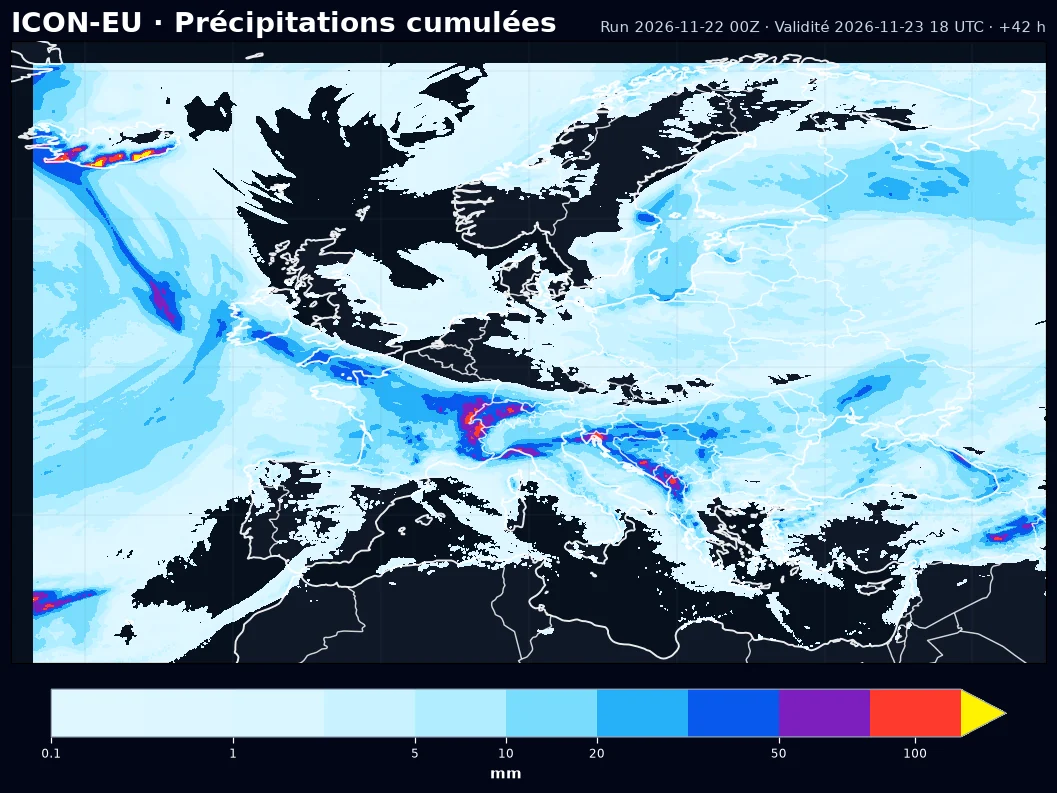 ICON-EU · Précipitations cumulées
Run 2026-11-22 00Z · Validité 2026-11-23 18 UTC · +42 h
0.1 1 5 10 20 50 100
mm